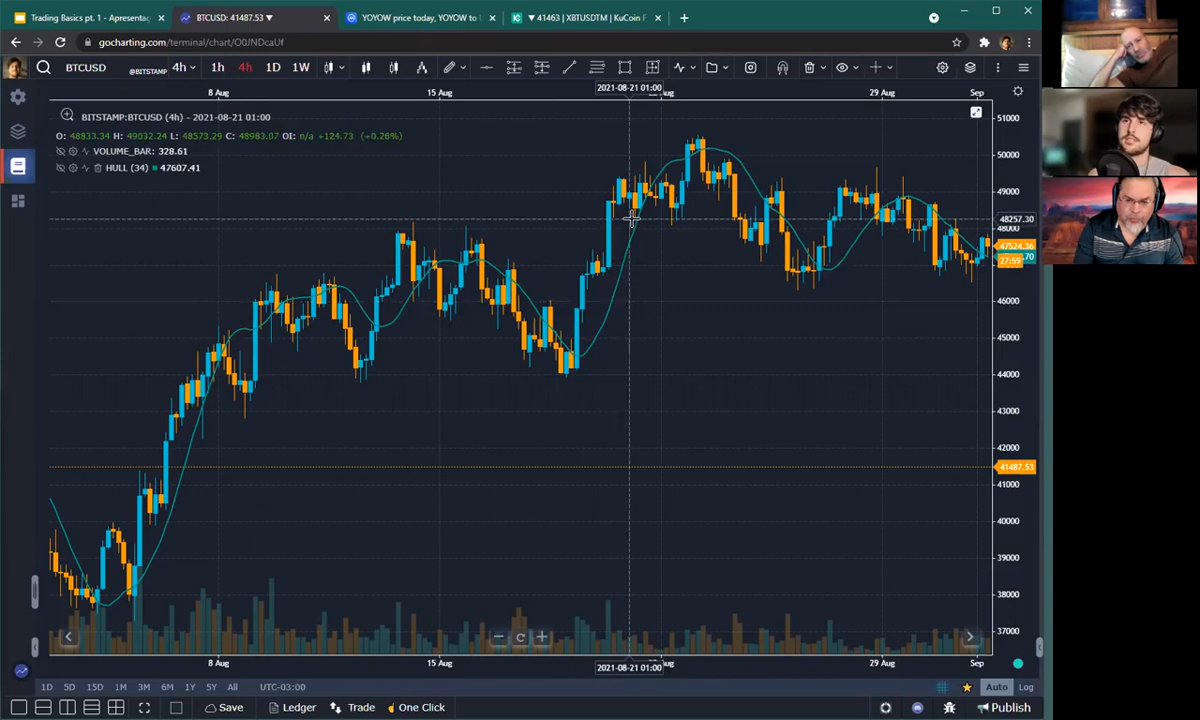 Trading Basics pt. 1 - Apresentaç
BTCUSD: 41487.53 ▼
YOYOW price today, YOYOW to
▼ 41463 | XBTUSDTM | KuCoin F
gocharting.com/terminal/chart/O0JNDcaUf
BTCUSD @BITSTAMP 4h 1h 4h 1D 1W
8 Aug 15 Aug 2021-08-21 01:00 ug 29 Aug Sep
BITSTAMP:BTCUSD (4h) - 2021-08-21 01:00
O: 48833.34 H: 49032.24 L: 48573.29 C: 48983.07 OI: n/a +124.73 (+0.26%)
VOLUME_BAR: 328.61
HULL (34) 47607.41
51000
50000
49000
48257.30
48000
47524.36
27:59 .70
46000
45000
44000
43000
42000
41487.53
41000
40000
39000
38000
37000
8 Aug 15 Aug 2021-08-21 01:00 ug 29 Aug Sep
1D 5D 15D 1M 3M 6M 1Y 5Y All UTC-03:00 Auto Log
Save Ledger Trade One Click Publish